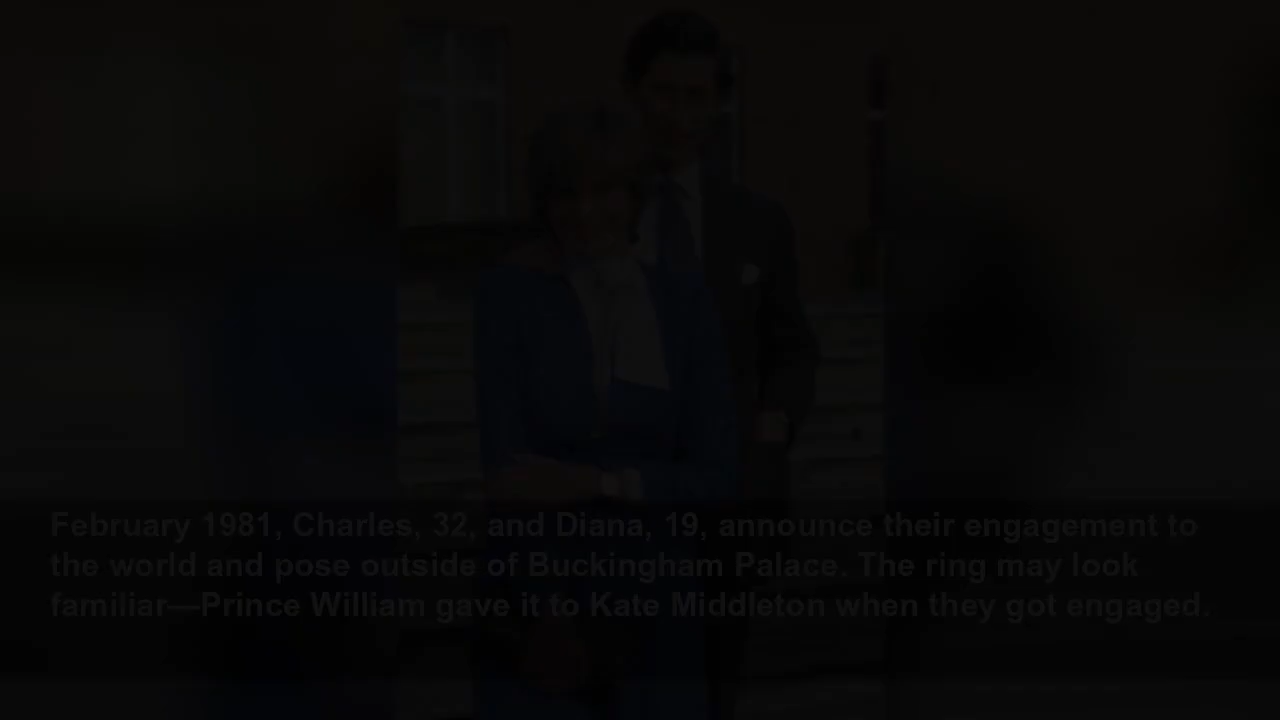 February 1981, Charles, 32, and Diana, 19, announce their engagement to
the world and pose outside of Buckingham Palace. The ring may look
familiar—Prince William gave it to Kate Middleton when they got engaged.